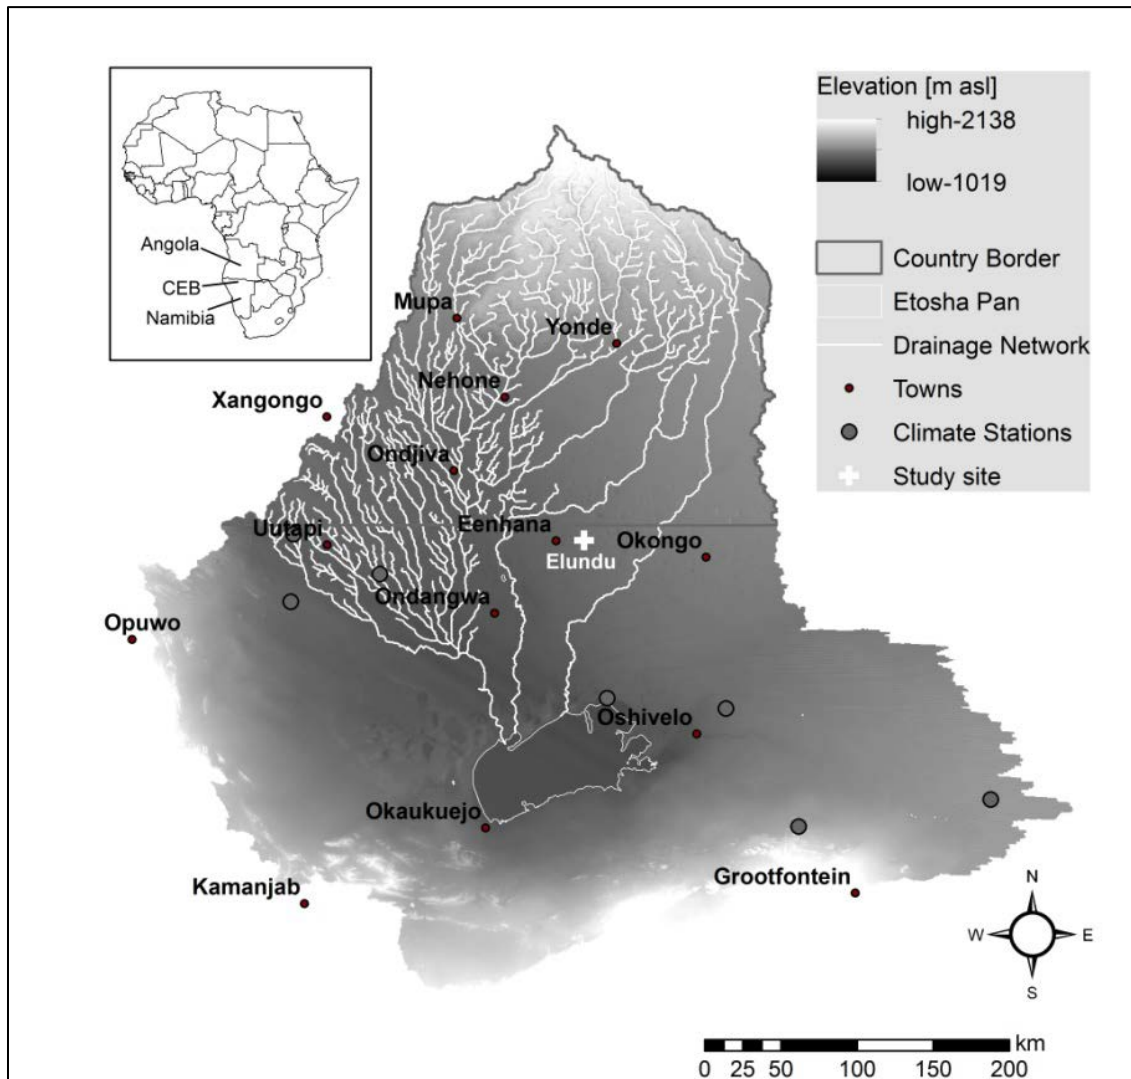 Elevation [m asl]
high-2138
low-1019
Country Border
Etosha Pan
Drainage Network
Towns
Climate Stations
Study site
Angola
CEB
Namibia
Mupa
Yonde
Nehone
Xangongo
Ondjiva
Uutapi
Eenhana
Elundu
Okongo
Ondangwa
Opuwo
Oshivelo
Okaukuejo
Kamanjab
Grootfontein
N
W E
S
km
0 25 50 100 150 200